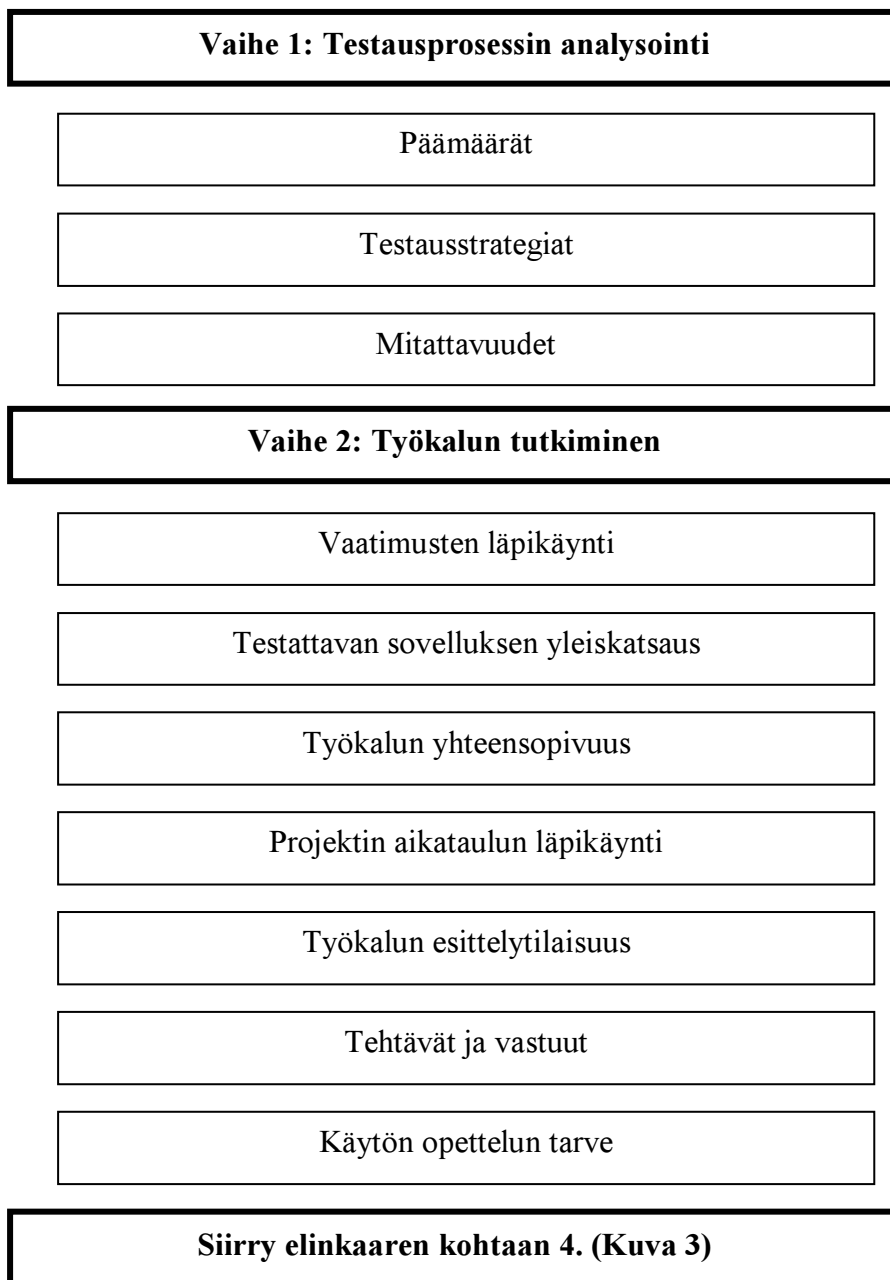 Vaihe 1: Testausprosessin analysointi
Päämäärät
Testausstrategiat
Mitattavuudet
Vaihe 2: Työkalun tutkiminen
Vaatimusten läpikäynti
Testattavan sovelluksen yleiskatsaus
Työkalun yhteensopivuus
Projektin aikataulun läpikäynti
Työkalun esittelytilaisuus
Tehtävät ja vastuut
Käytön opettelun tarve
Siirry elinkaaren kohtaan 4. (Kuva 3)